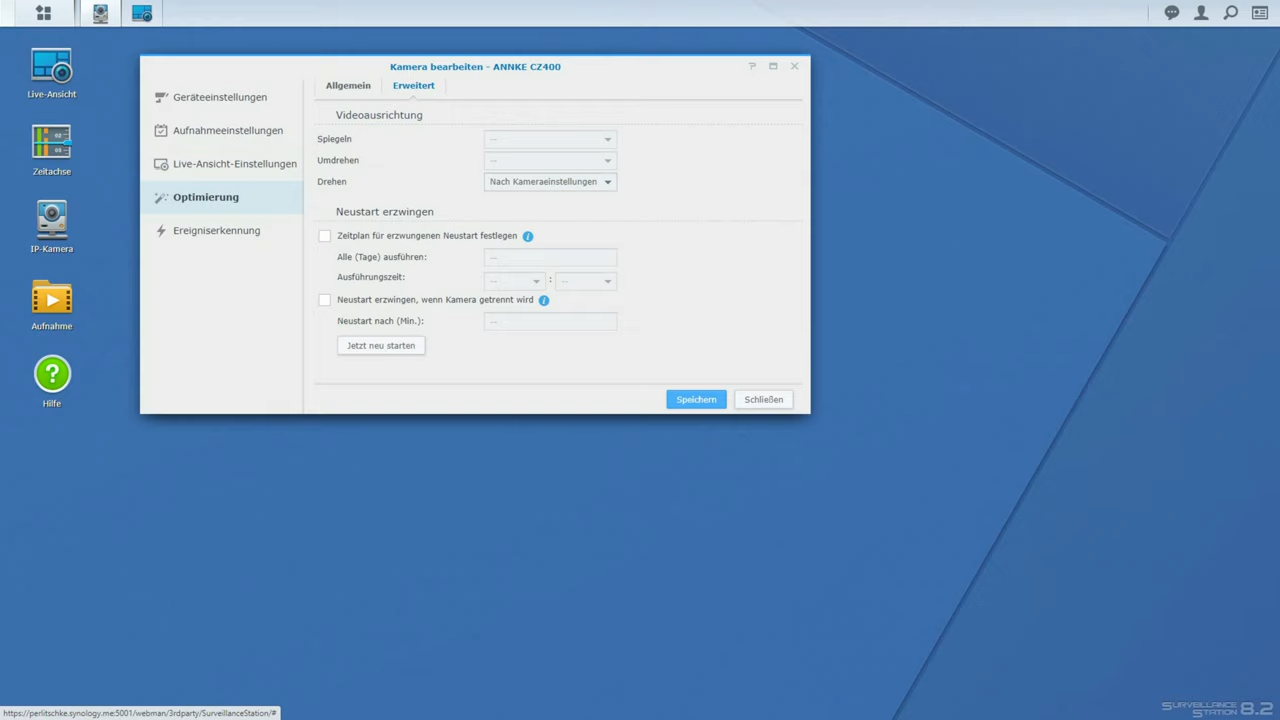 Live-Ansicht
Zeitachse
IP-Kamera
Aufnahme
?
Hilfe
Kamera bearbeiten - ANNKE CZ400
Geräteeinstellungen
Aufnahmeeinstellungen
Live-Ansicht-Einstellungen
Optimierung
Ereigniserkennung
Allgemein Erweitert
Videoausrichtung
Spiegeln --
Umdrehen --
Drehen Nach Kameraeinstellungen
Neustart erzwingen
Zeitplan für erzwungenen Neustart festlegen i
Alle (Tage) ausführen: --
Ausführungszeit: -- : --
Neustart erzwingen, wenn Kamera getrennt wird i
Neustart nach (Min.): --
Jetzt neu starten
Speichern Schließen
https://perlitschke.synology.me:5001/webman/3rdparty/SurveillanceStation/#
SURVEILLANCE
STATION 8.2